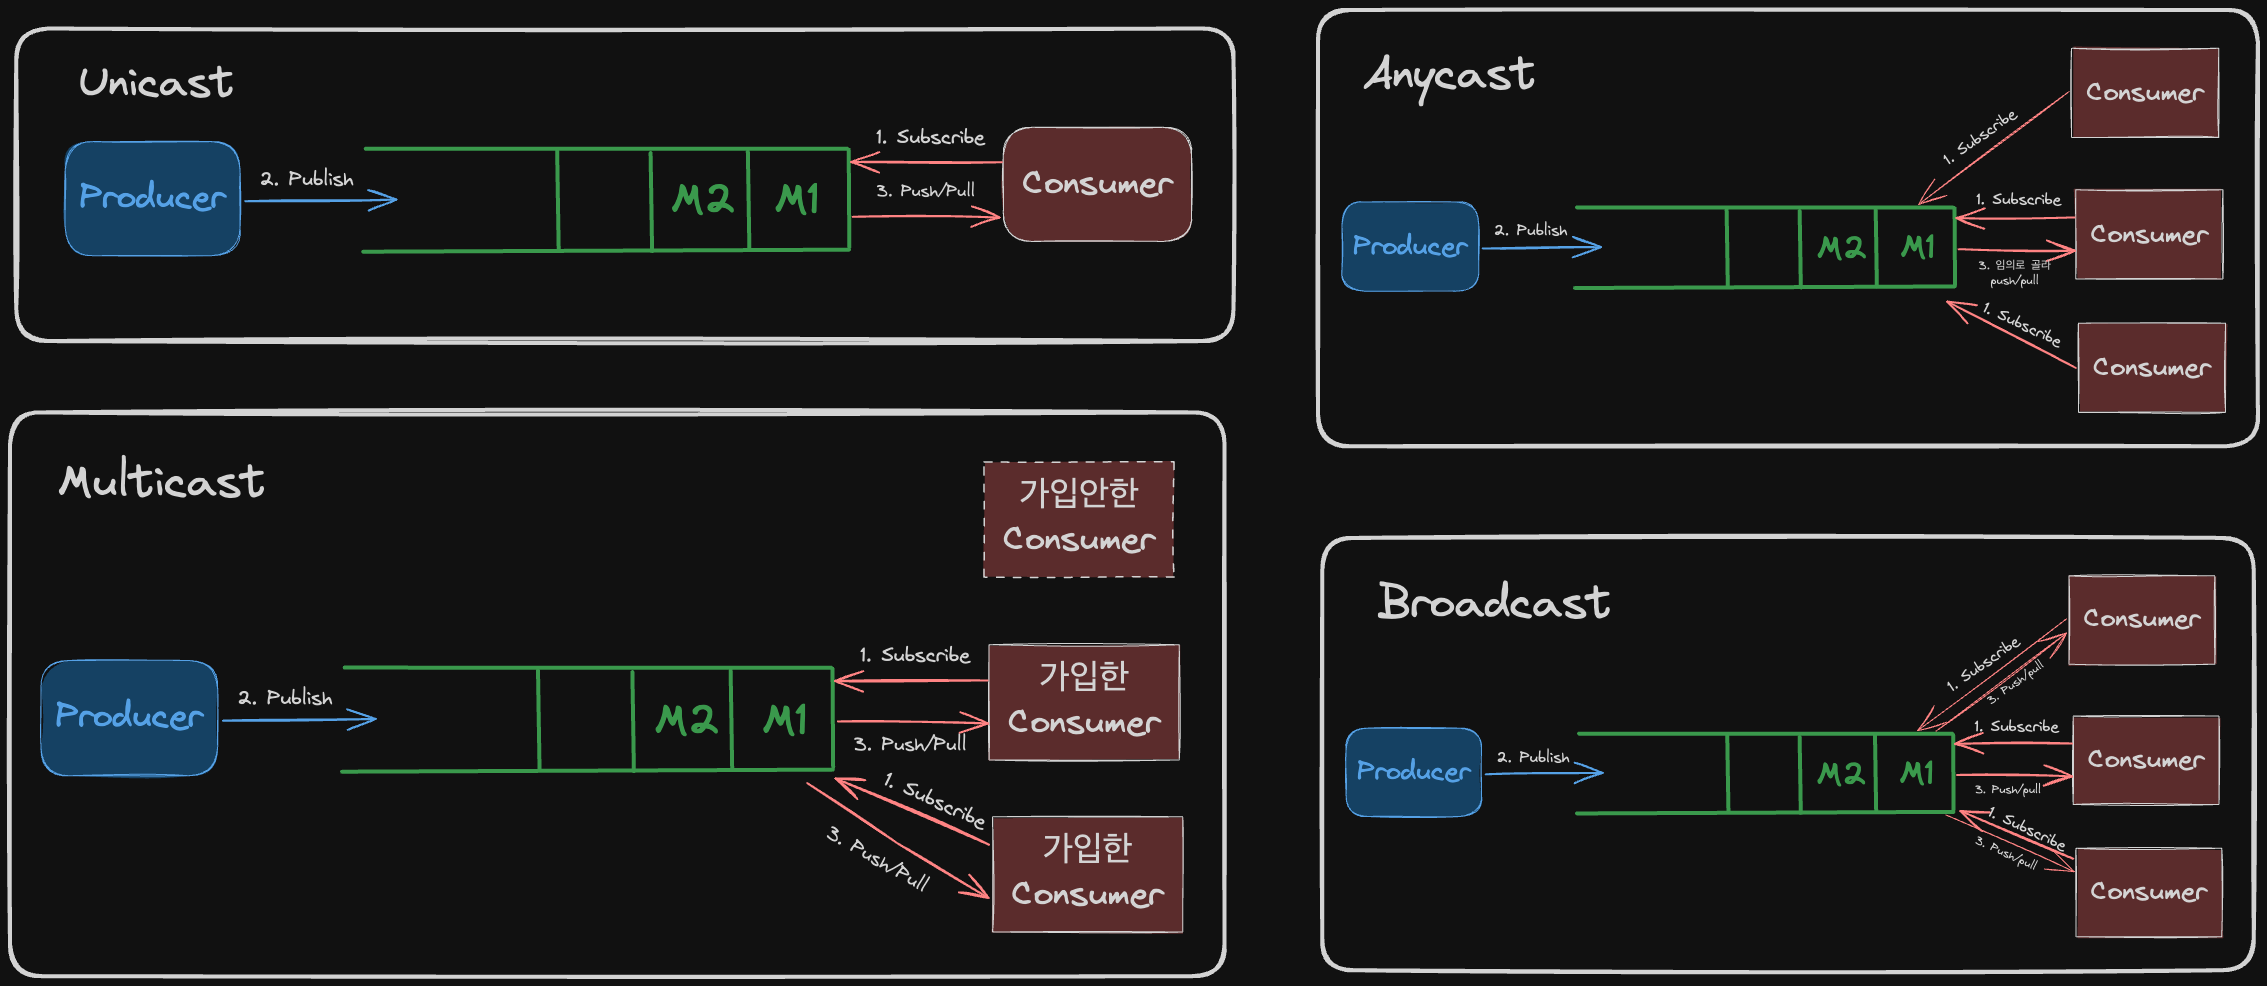 Unicast
Producer
2. Publish
M2
M1
1. Subscribe
3. Push/Pull
Consumer
Anycast
Producer
2. Publish
M2
M1
1. Subscribe
Consumer
1. Subscribe
3. 임의로 골라
push/pull
Consumer
1. Subscribe
Consumer
Multicast
가입안한
Consumer
Producer
2. Publish
M2
M1
1. Subscribe
3. Push/Pull
가입한
Consumer
1. Subscribe
3. Push/Pull
가입한
Consumer
Broadcast
Producer
2. Publish
M2
M1
1. Subscribe
3. Push/pull
Consumer
1. Subscribe
3. Push/pull
Consumer
1. Subscribe
3. Push/pull
Consumer